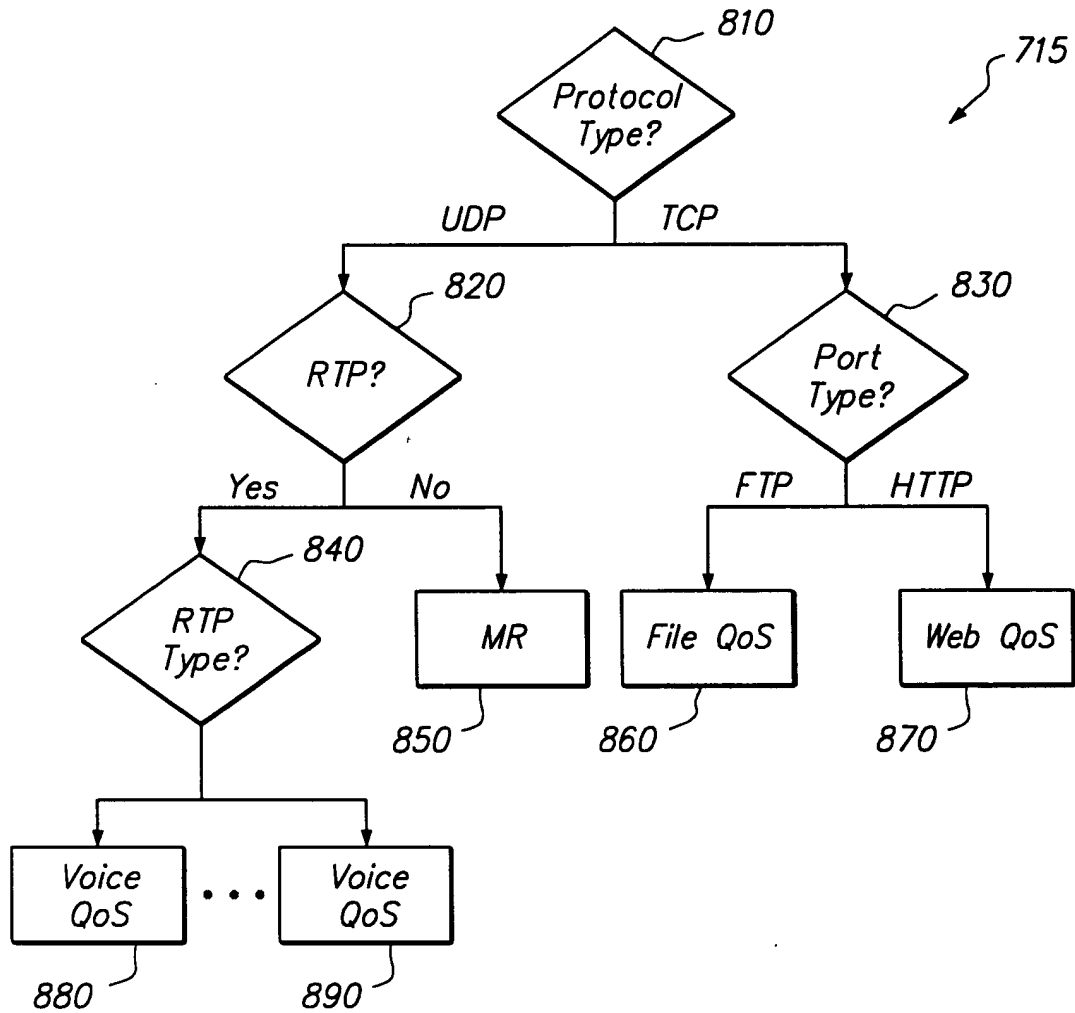 810
715
Protocol
Type?
UDP
TCP
820
830
RTP?
Port
Type?
Yes
No
FTP
HTTP
840
RTP
Type?
MR
File QoS
Web QoS
850
860
870
Voice
QoS
• • •
Voice
QoS
880
890